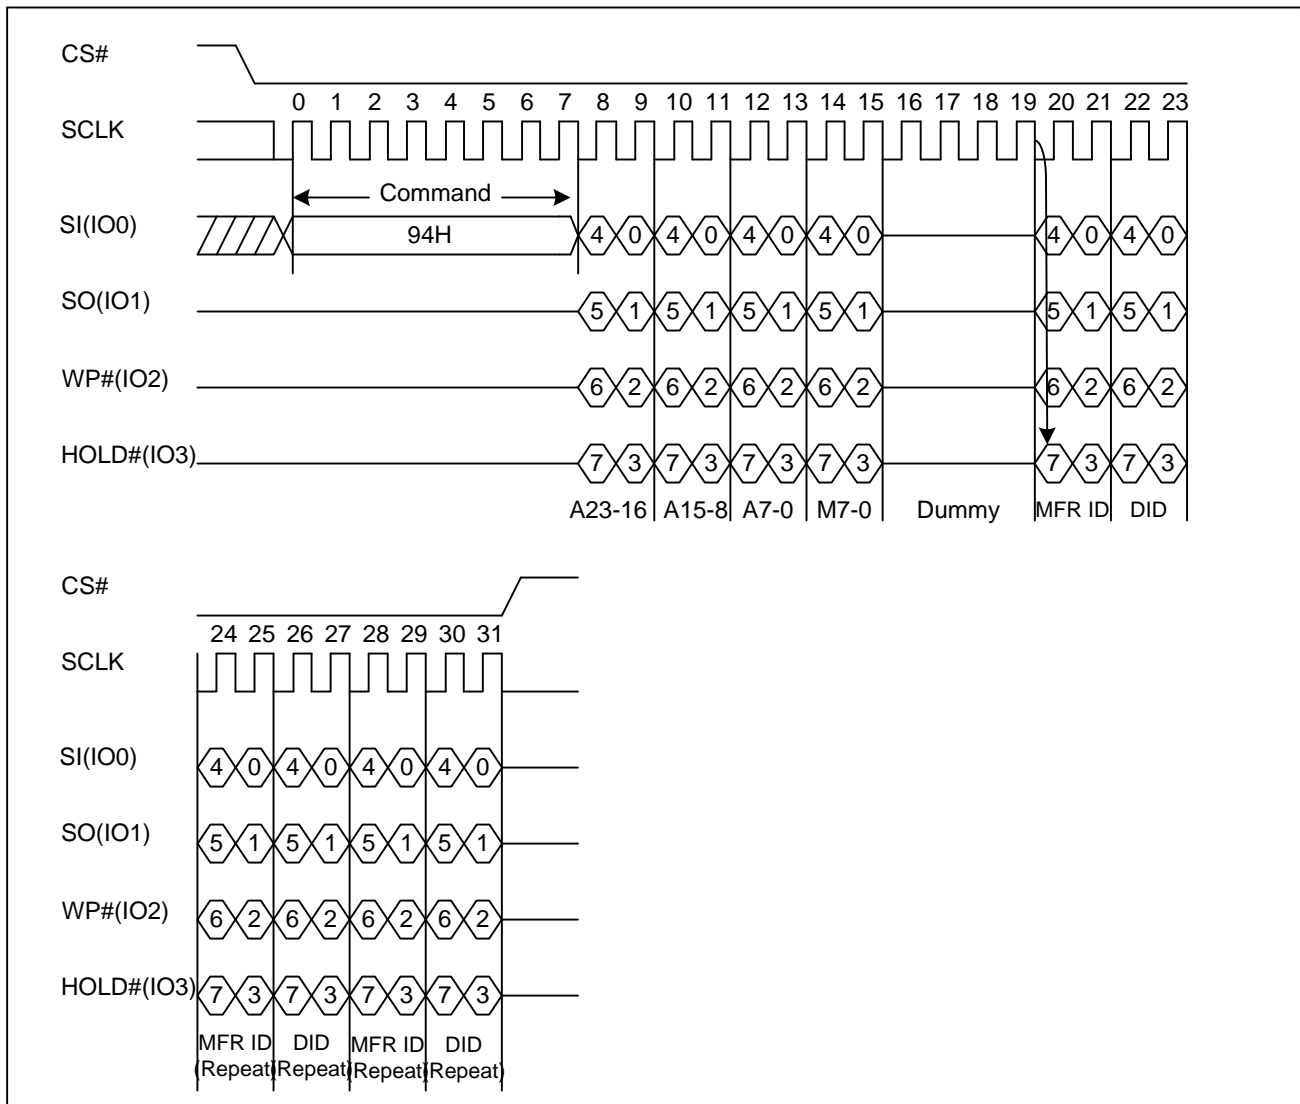 CS#
0 1 2 3 4 5 6 7 8 9 10 11 12 13 14 15 16 17 18 19 20 21 22 23
SCLK
Command
SI(IO0)
94H 4 0 4 0 4 0 4 0 4 0 4 0
SO(IO1) 5 1 5 1 5 1 5 1 5 1 5 1
WP#(IO2) 6 2 6 2 6 2 6 2 6 2 6 2
HOLD#(IO3) 7 3 7 3 7 3 7 3 7 3 7 3
A23-16 A15-8 A7-0 M7-0 Dummy MFR ID DID
CS#
24 25 26 27 28 29 30 31
SCLK
SI(IO0) 4 0 4 0 4 0 4 0
SO(IO1) 5 1 5 1 5 1 5 1
WP#(IO2) 6 2 6 2 6 2 6 2
HOLD#(IO3) 7 3 7 3 7 3 7 3
MFR ID DID MFR ID DID
(Repeat) (Repeat) (Repeat) (Repeat)